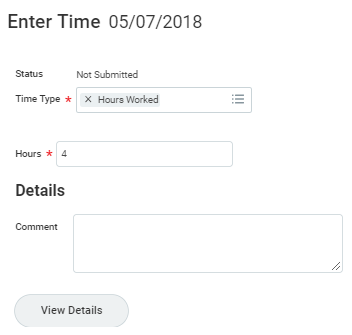 Enter Time 05/07/2018
Status Not Submitted
Time Type * × Hours Worked
Hours * 4
Details
Comment
View Details